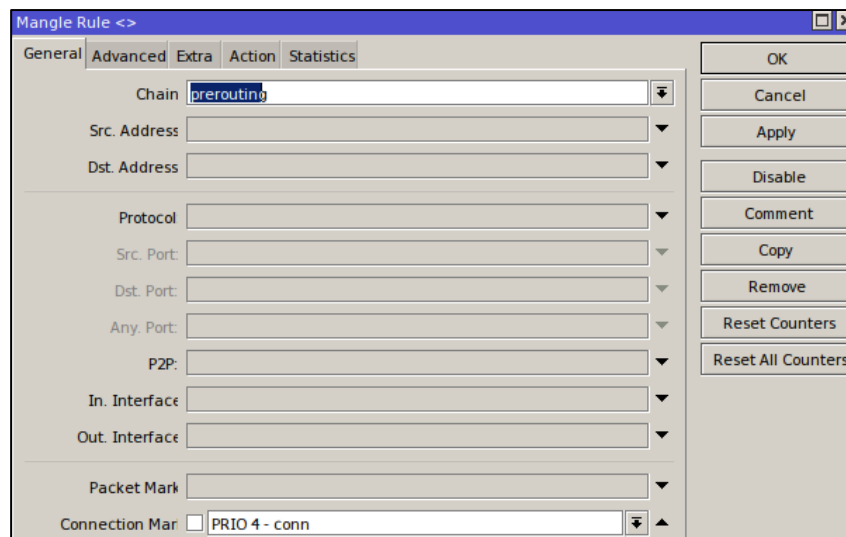 Mangle Rule <>
General Advanced Extra Action Statistics
OK
Chain prerouting
Cancel
Src. Address
Apply
Dst. Address
Disable
Protocol
Comment
Src. Port:
Copy
Dst. Port:
Remove
Any. Port:
Reset Counters
P2P:
Reset All Counters
In. Interface
Out. Interface
Packet Mark
Connection Mar PRIO 4 - conn